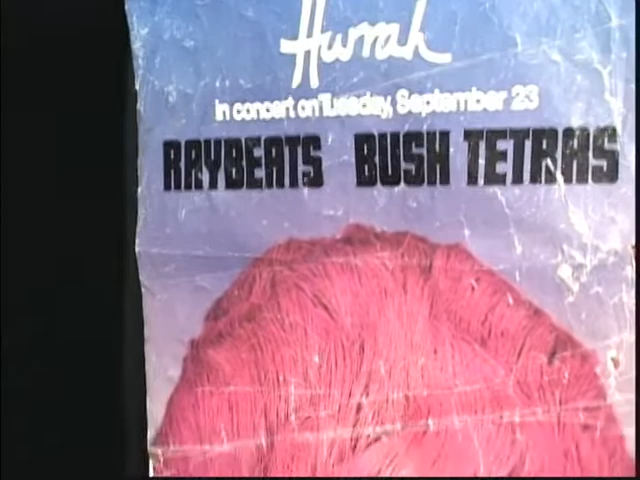 Hurrah
in concert on Tuesday, September 23
RAYBEATS BUSH TETRAS